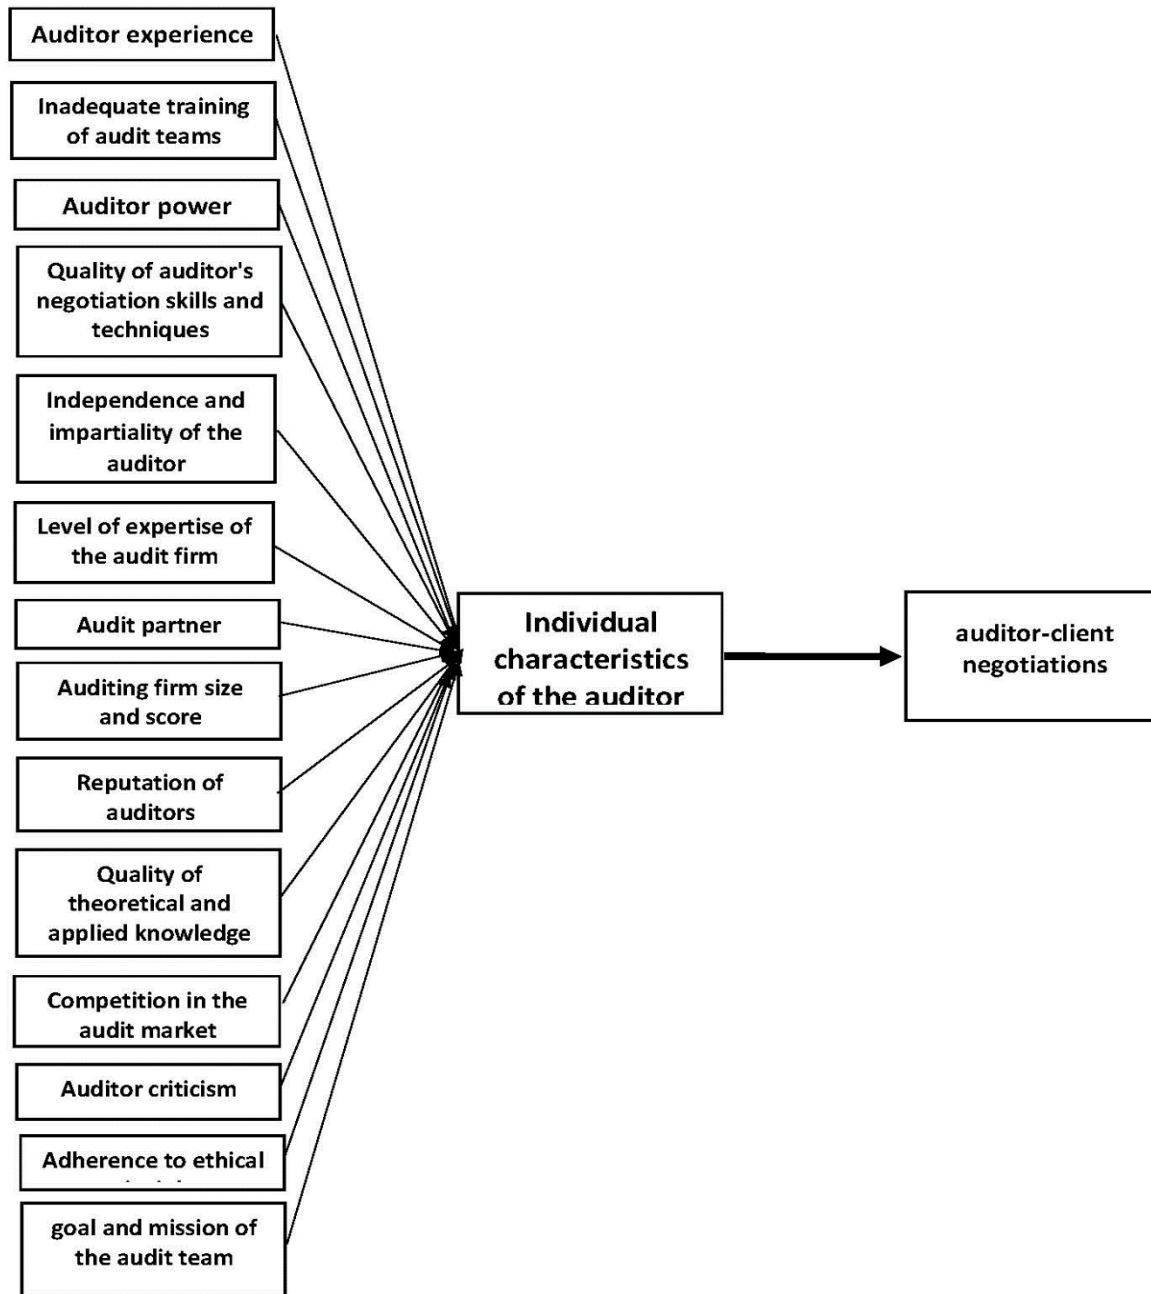 Auditor experience
Inadequate training
of audit teams
Auditor power
Quality of auditor's
negotiation skills and
techniques
Independence and
impartiality of the
auditor
Level of expertise of
the audit firm
Audit partner
Auditing firm size
and score
Reputation of
auditors
Quality of
theoretical and
applied knowledge
Competition in the
audit market
Auditor criticism
Adherence to ethical
goal and mission of
the audit team
Individual
characteristics
of the auditor
auditor-client
negotiations